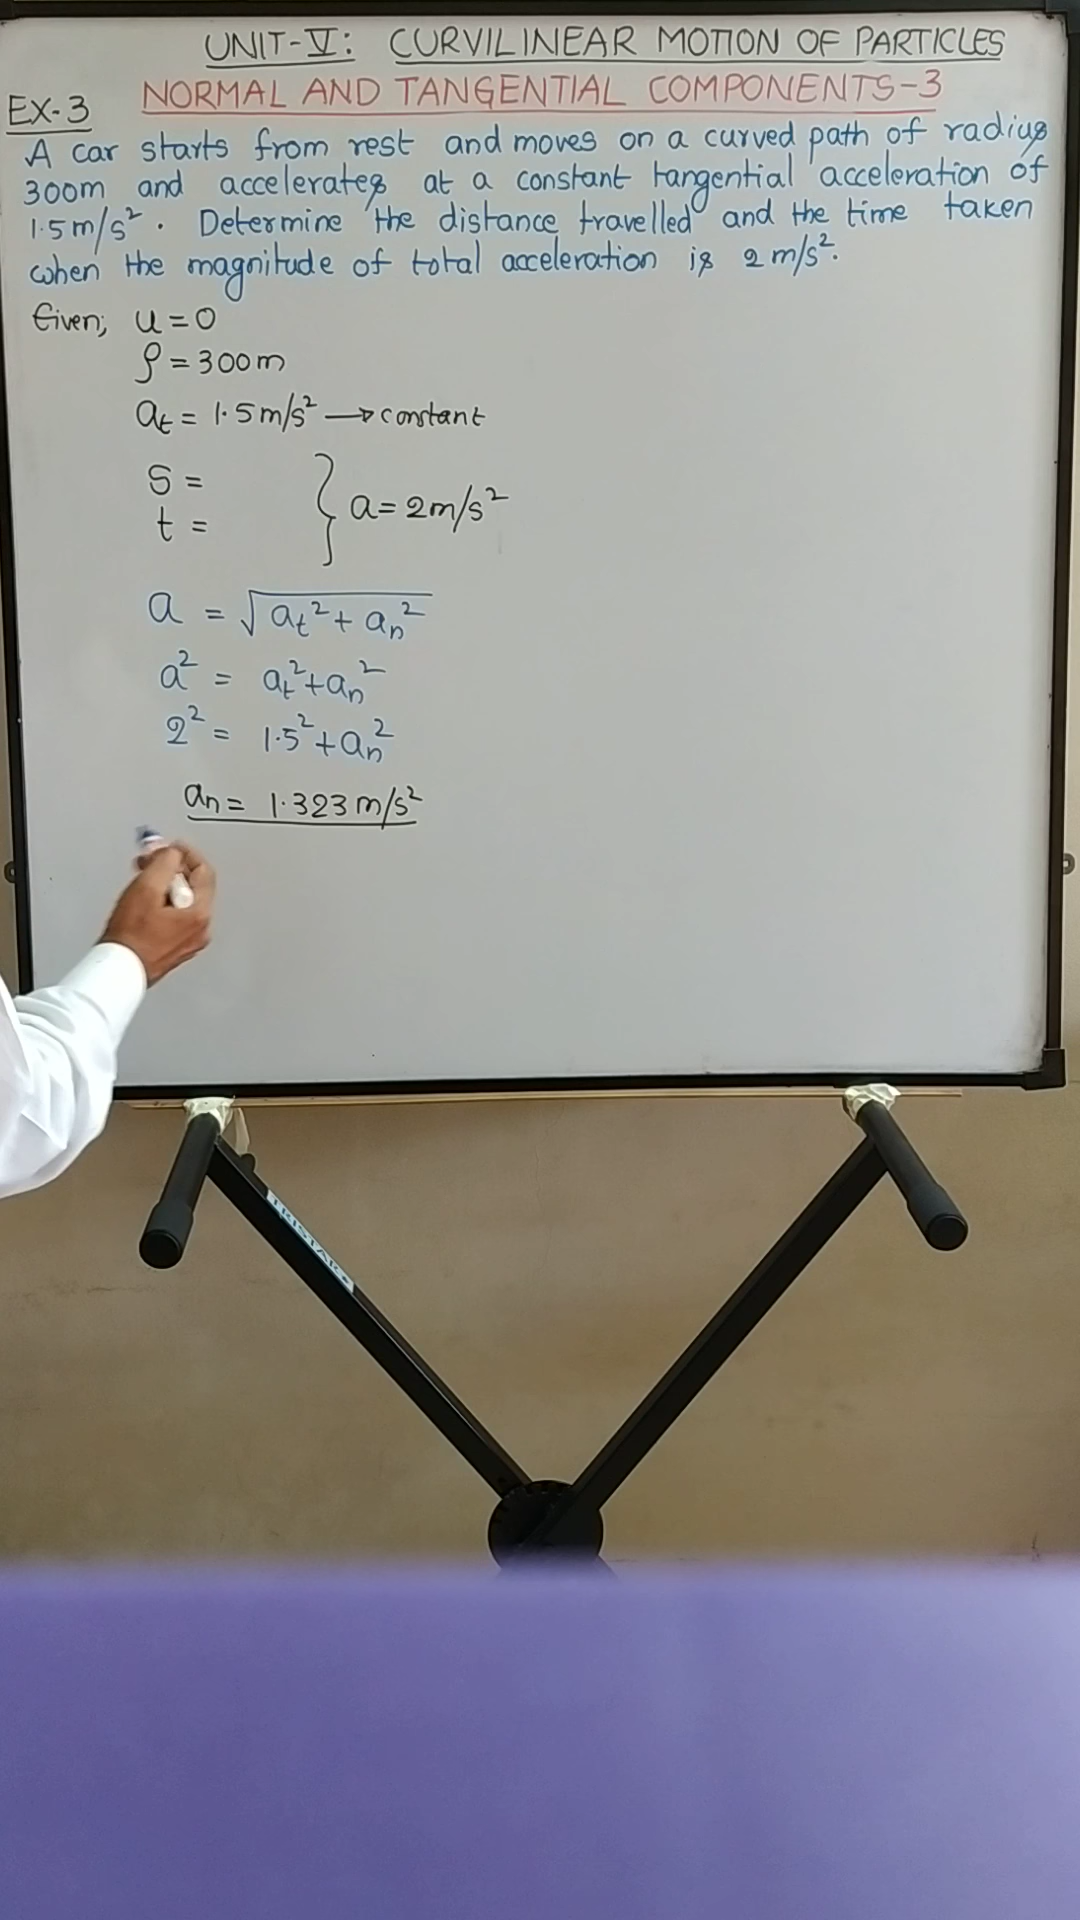 UNIT-V: CURVILINEAR MOTION OF PARTICLES
NORMAL AND TANGENTIAL COMPONENTS-3
EX-3
A car starts from rest and moves on a curved path of radius
300m and accelerates at a constant tangential acceleration of
1.5m/s². Determine the distance travelled and the time taken
when the magnitude of total acceleration is 2 m/s².
Given; u = 0
ρ = 300m
at = 1.5m/s² → constant
S =
t =
} a = 2m/s²
a = √at² + an²
a² = at² + an²
2² = 1.5² + an²
an = 1.323 m/s²
TRISTAR